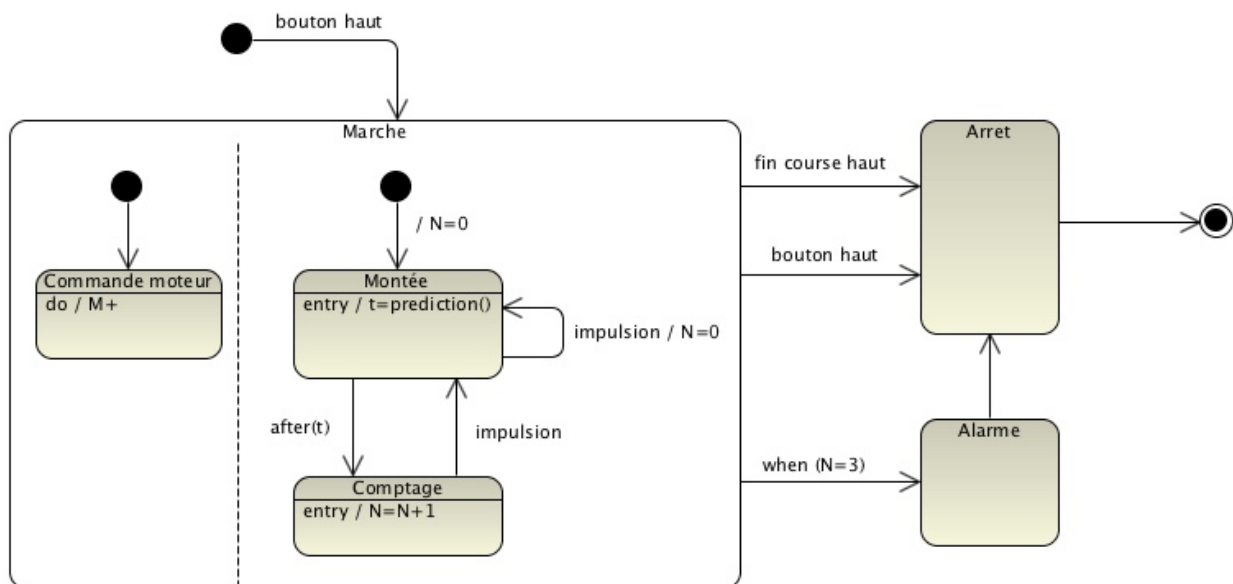 bouton haut
Marche
Arret
fin course haut
/ N=0
bouton haut
Commande moteur
do / M+
Montée
entry / t=prediction()
impulsion / N=0
after(t)
impulsion
Alarme
when (N=3)
Comptage
entry / N=N+1